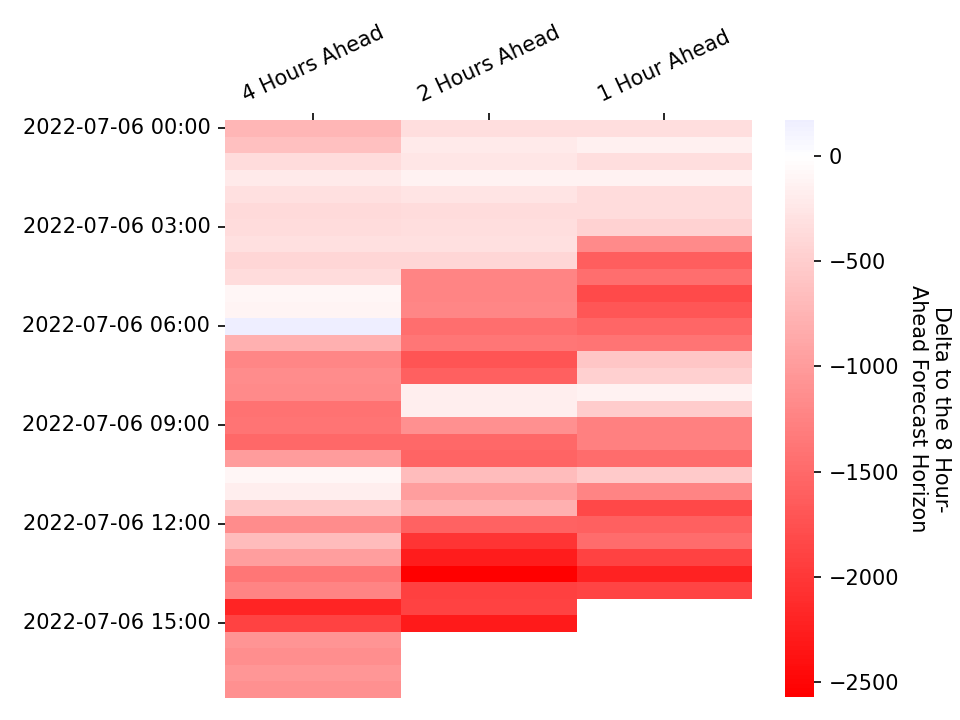 4 Hours Ahead
2 Hours Ahead
1 Hour Ahead
2022-07-06 00:00
2022-07-06 03:00
2022-07-06 06:00
2022-07-06 09:00
2022-07-06 12:00
2022-07-06 15:00
0
−500
−1000
−1500
−2000
−2500
Delta to the 8 Hour-
Ahead Forecast Horizon